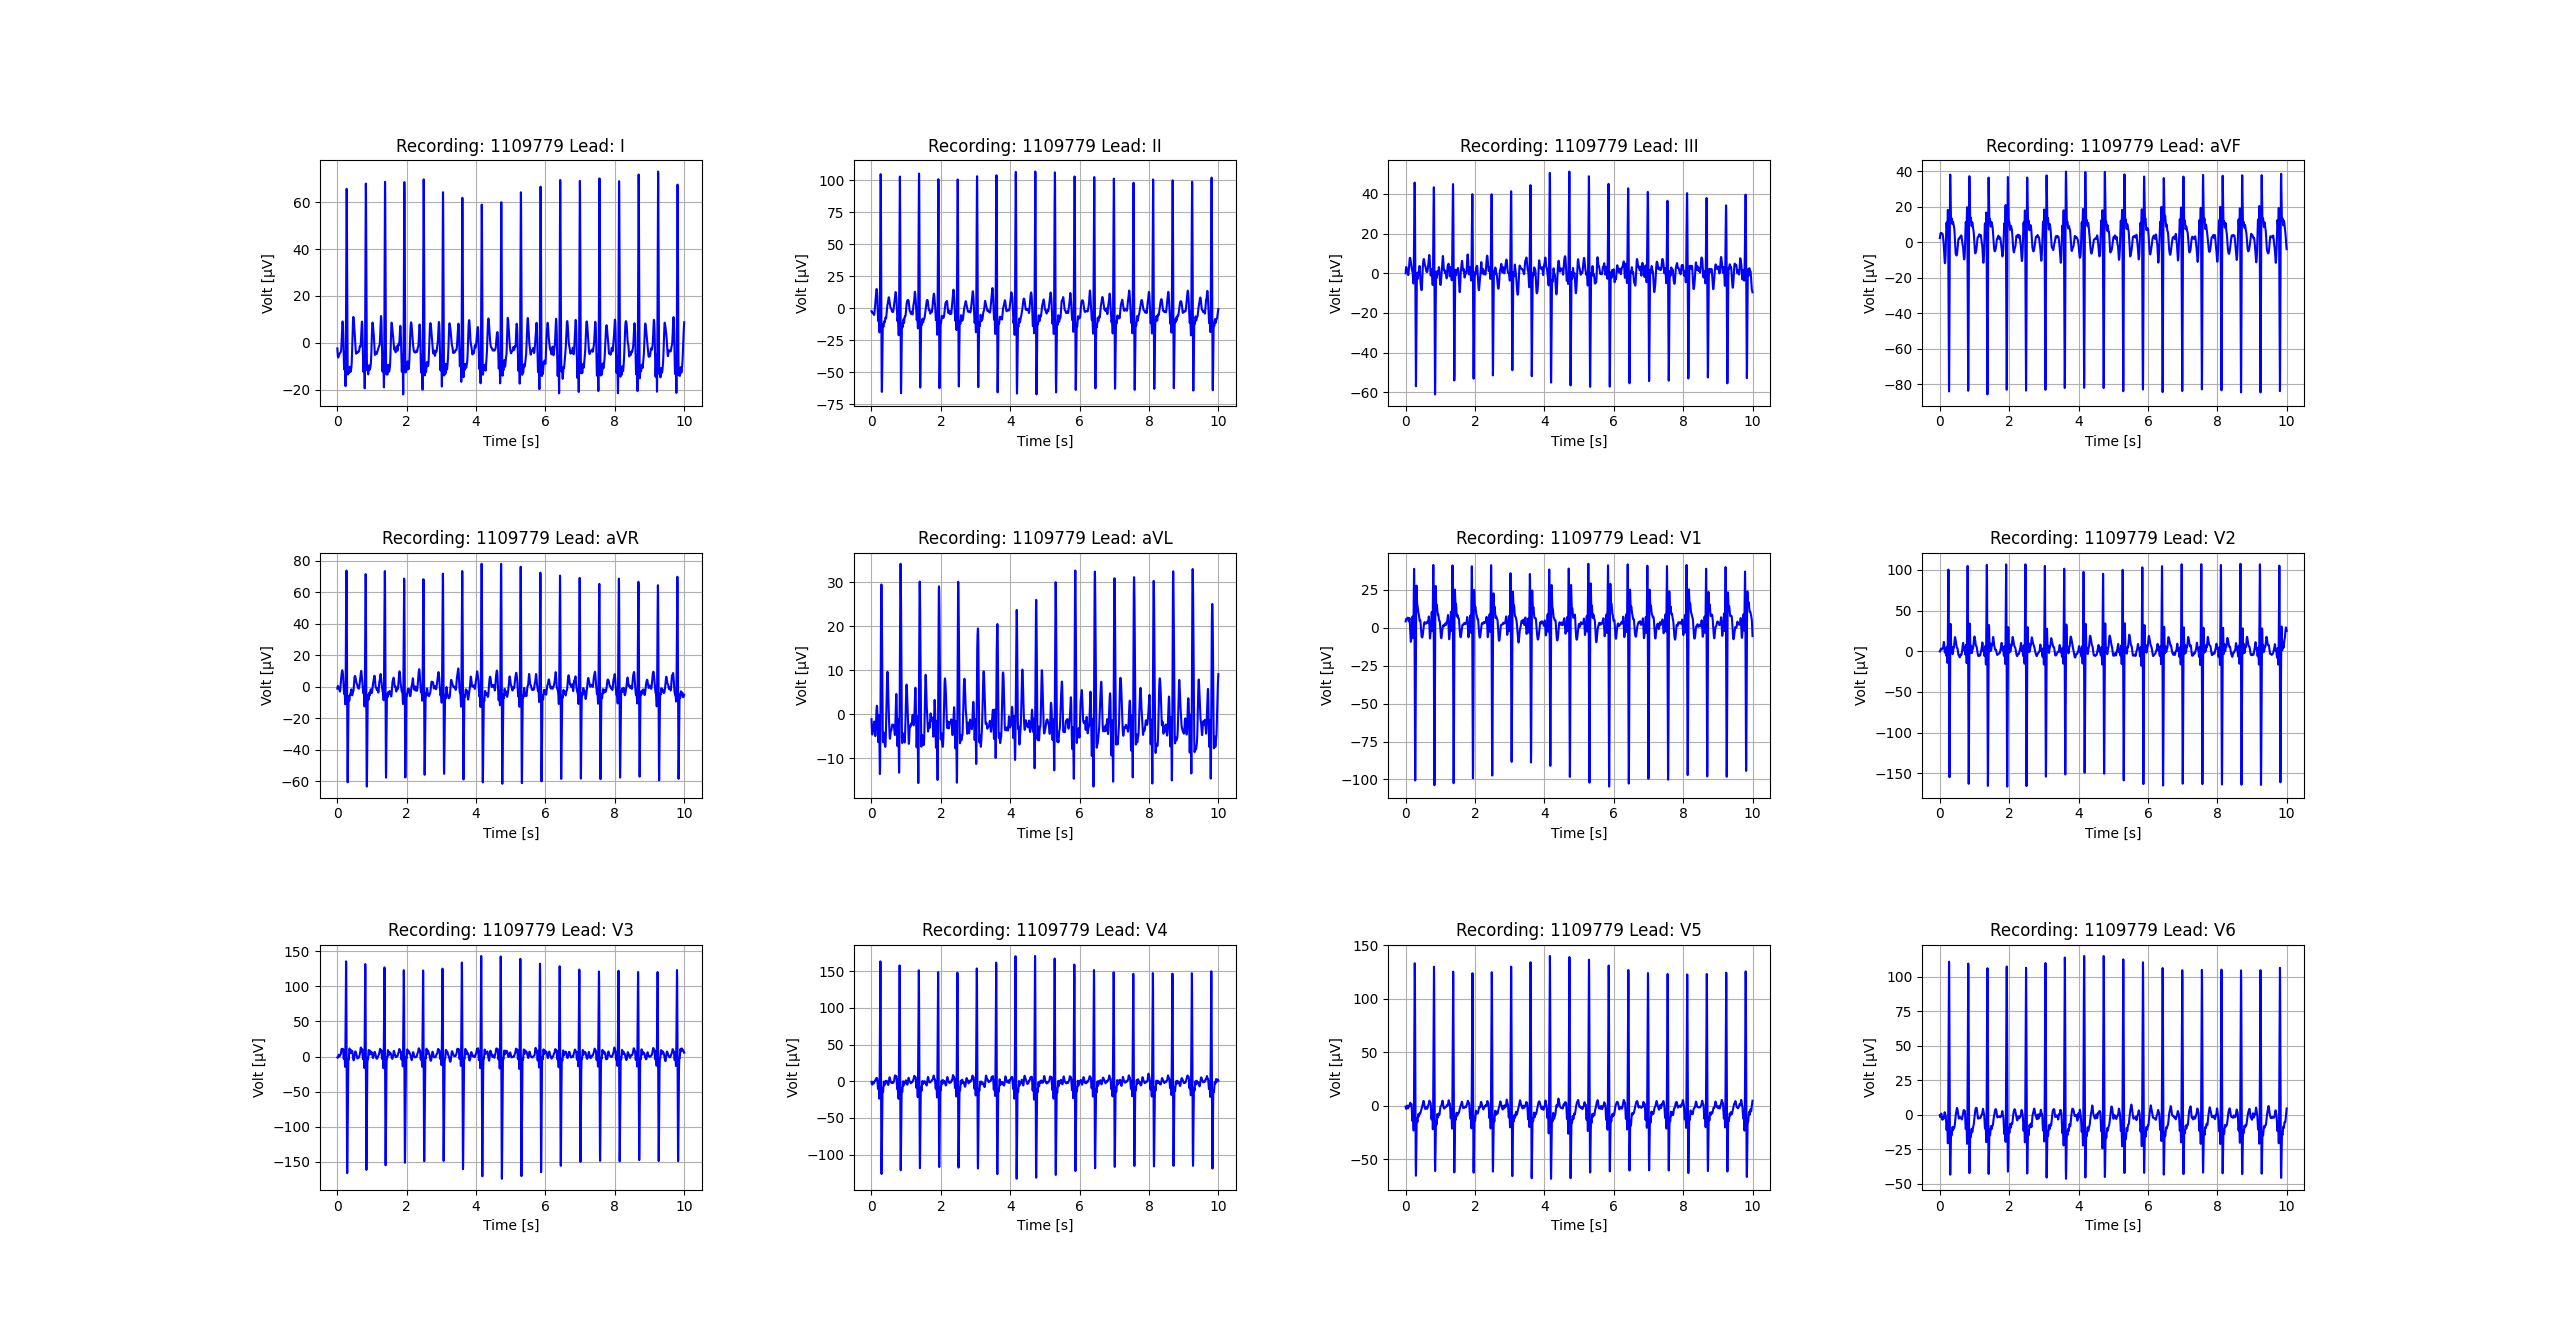 Recording: 1109779 Lead: I
60
40
20
0
−20
Volt [µV]
0 2 4 6 8 10
Time [s]
Recording: 1109779 Lead: II
100
75
50
25
0
−25
−50
−75
Volt [µV]
0 2 4 6 8 10
Time [s]
Recording: 1109779 Lead: III
40
20
0
−20
−40
−60
Volt [µV]
0 2 4 6 8 10
Time [s]
Recording: 1109779 Lead: aVF
40
20
0
−20
−40
−60
−80
Volt [µV]
0 2 4 6 8 10
Time [s]
Recording: 1109779 Lead: aVR
80
60
40
20
0
−20
−40
−60
Volt [µV]
0 2 4 6 8 10
Time [s]
Recording: 1109779 Lead: aVL
30
20
10
0
−10
Volt [µV]
0 2 4 6 8 10
Time [s]
Recording: 1109779 Lead: V1
25
0
−25
−50
−75
−100
Volt [µV]
0 2 4 6 8 10
Time [s]
Recording: 1109779 Lead: V2
100
50
0
−50
−100
−150
Volt [µV]
0 2 4 6 8 10
Time [s]
Recording: 1109779 Lead: V3
150
100
50
0
−50
−100
−150
Volt [µV]
0 2 4 6 8 10
Time [s]
Recording: 1109779 Lead: V4
150
100
50
0
−50
−100
Volt [µV]
0 2 4 6 8 10
Time [s]
Recording: 1109779 Lead: V5
150
100
50
0
−50
Volt [µV]
0 2 4 6 8 10
Time [s]
Recording: 1109779 Lead: V6
100
75
50
25
0
−25
−50
Volt [µV]
0 2 4 6 8 10
Time [s]